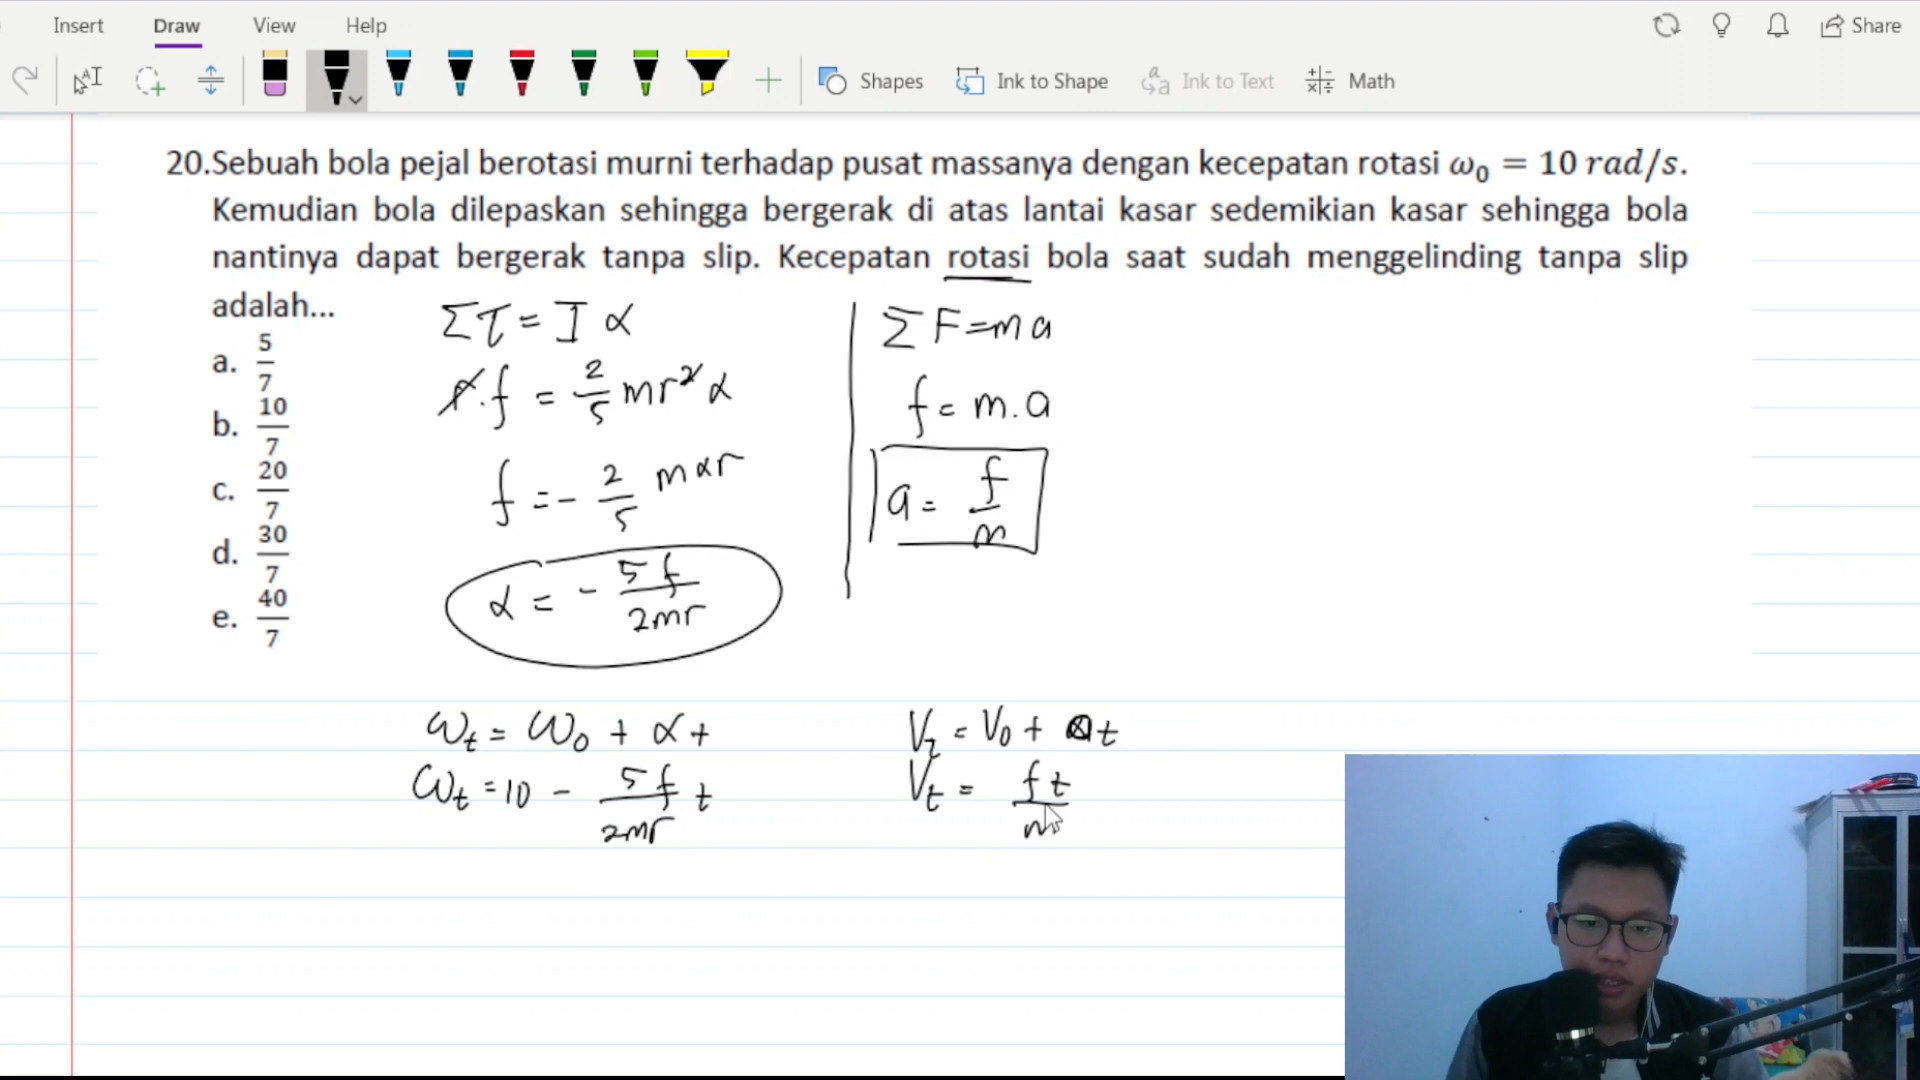 Insert Draw View Help Share
Shapes Ink to Shape Ink to Text Math
20.Sebuah bola pejal berotasi murni terhadap pusat massanya dengan kecepatan rotasi ω₀ = 10 rad/s.
Kemudian bola dilepaskan sehingga bergerak di atas lantai kasar sedemikian kasar sehingga bola
nantinya dapat bergerak tanpa slip. Kecepatan rotasi bola saat sudah menggelinding tanpa slip
adalah...
a. 5/7
b. 10/7
c. 20/7
d. 30/7
e. 40/7
Στ = I α
r.f = 2/5 mr² α
f = - 2/5 m α r
α = - 5f/2mr
ΣF = ma
f = m.a
a = f/m
ωt = ω₀ + αt
ωt = 10 - 5f/2mr t
Vt = V₀ + at
Vt = ft/m